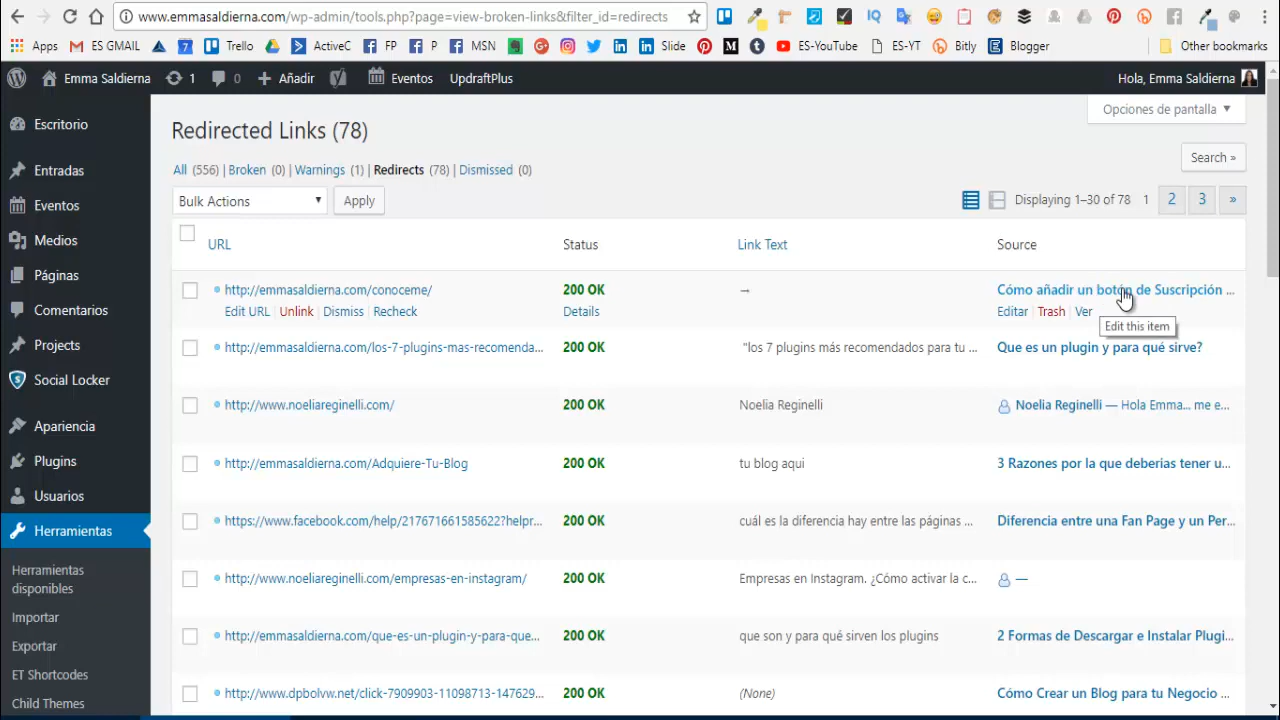 www.emmasaldierna.com/wp-admin/tools.php?page=view-broken-links&filter_id=redirects
Apps ES GMAIL 7 Trello ActiveC FP P MSN Slide ES-YouTube ES-YT Bitly Blogger Other bookmarks
Emma Saldierna 1 0 Añadir Eventos UpdraftPlus Hola, Emma Saldierna
Opciones de pantalla
Escritorio
Entradas
Eventos
Medios
Páginas
Comentarios
Projects
Social Locker
Apariencia
Plugins
Usuarios
Herramientas
Herramientas
disponibles
Importar
Exportar
ET Shortcodes
Child Themes
Redirected Links (78)
All (556) | Broken (0) | Warnings (1) | Redirects (78) | Dismissed (0)
Search »
Bulk Actions Apply Displaying 1–30 of 78 1 2 3 »
URL Status Link Text Source
http://emmasaldierna.com/conoceme/ 200 OK → Cómo añadir un botón de Suscripción ...
Edit URL | Unlink | Dismiss | Recheck Details Editar | Trash | Ver
Edit this item
http://emmasaldierna.com/los-7-plugins-mas-recomenda... 200 OK "los 7 plugins más recomendados para tu ... Que es un plugin y para qué sirve?
http://www.noeliareginelli.com/ 200 OK Noelia Reginelli Noelia Reginelli — Hola Emma... me e...
http://emmasaldierna.com/Adquiere-Tu-Blog 200 OK tu blog aqui 3 Razones por la que deberías tener u...
https://www.facebook.com/help/217671661585622?helpr... 200 OK cuál es la diferencia hay entre las páginas ... Diferencia entre una Fan Page y un Per...
http://www.noeliareginelli.com/empresas-en-instagram/ 200 OK Empresas en Instagram. ¿Cómo activar la c... —
http://emmasaldierna.com/que-es-un-plugin-y-para-que... 200 OK que son y para qué sirven los plugins 2 Formas de Descargar e Instalar Plugi...
http://www.dpbolvw.net/click-7909903-11098713-147629... 200 OK (None) Cómo Crear un Blog para tu Negocio ...